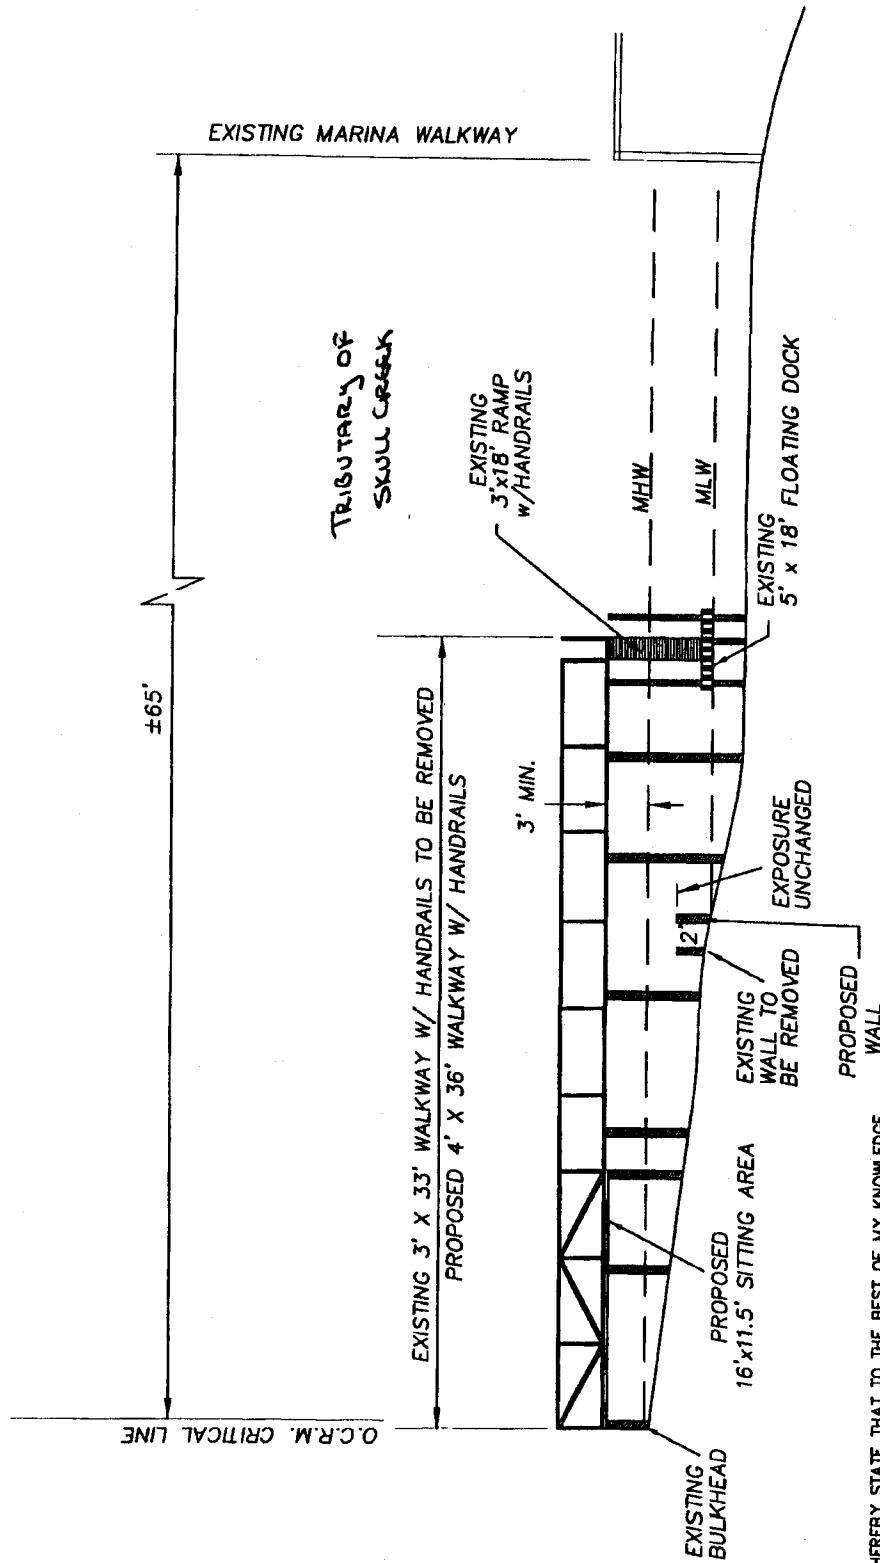 O.C.R.M. CRITICAL LINE
±65'
EXISTING MARINA WALKWAY
TRIBUTARY OF
SKULL CREEK
EXISTING 3' X 33' WALKWAY W/ HANDRAILS TO BE REMOVED
PROPOSED 4' X 36' WALKWAY W/ HANDRAILS
EXISTING
3'x18' RAMP
w/HANDRAILS
3' MIN.
MHW
MLW
EXISTING
5' x 18' FLOATING DOCK
2'
EXPOSURE
UNCHANGED
EXISTING
WALL TO
BE REMOVED
PROPOSED
WALL
PROPOSED
16'x11.5' SITTING AREA
EXISTING
BULKHEAD
HEREBY STATE THAT TO THE BEST OF MY KNOWLEDGE